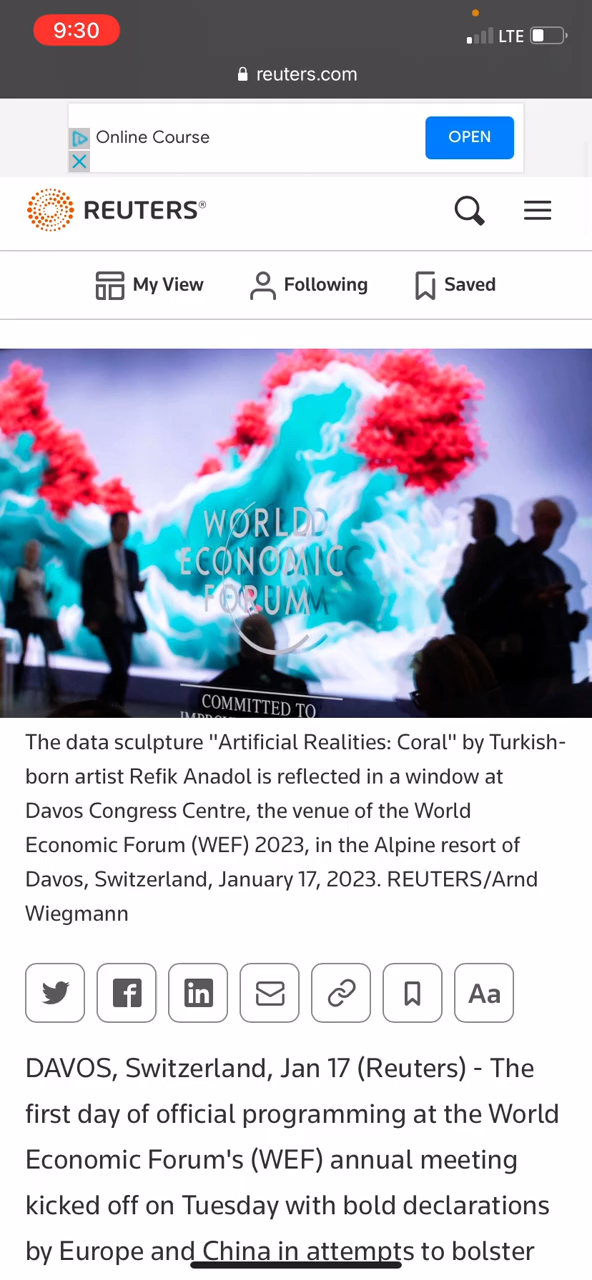 9:30
LTE
reuters.com
Online Course
OPEN
REUTERS®
My View
Following
Saved
WORLD
ECONOMIC
FORUM
COMMITTED TO
The data sculpture "Artificial Realities: Coral" by Turkish-
born artist Refik Anadol is reflected in a window at
Davos Congress Centre, the venue of the World
Economic Forum (WEF) 2023, in the Alpine resort of
Davos, Switzerland, January 17, 2023. REUTERS/Arnd
Wiegmann
Aa
DAVOS, Switzerland, Jan 17 (Reuters) - The
first day of official programming at the World
Economic Forum's (WEF) annual meeting
kicked off on Tuesday with bold declarations
by Europe and China in attempts to bolster